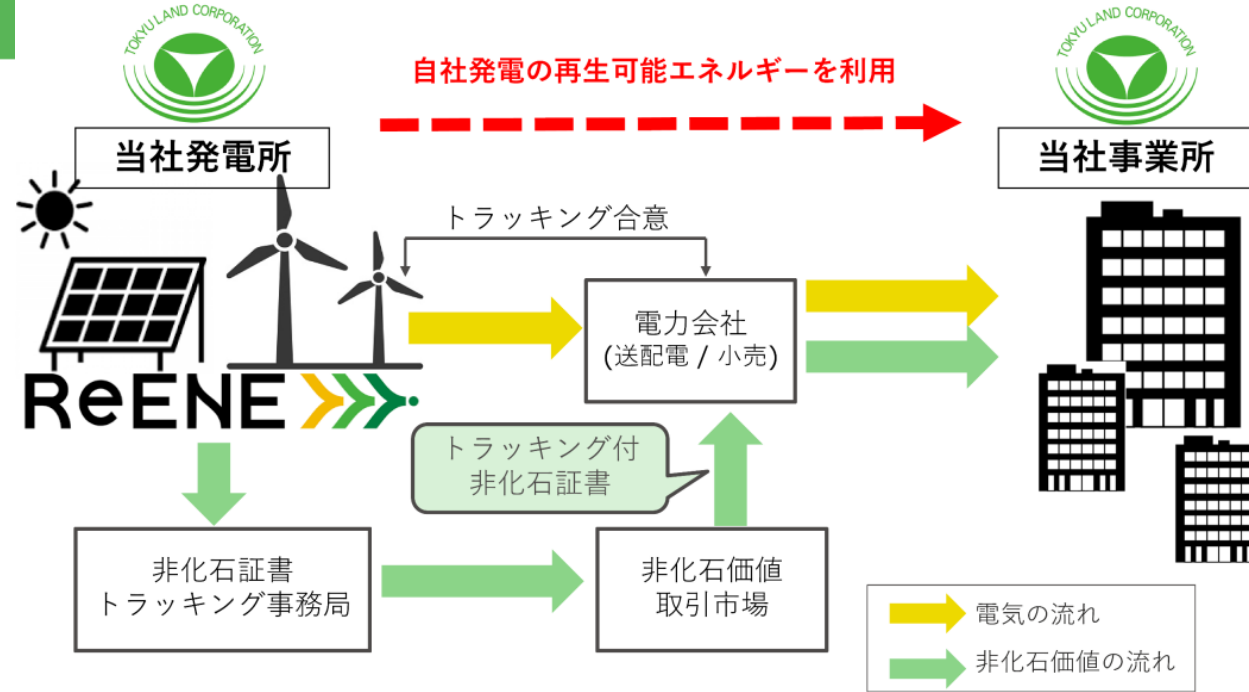 TOKYU LAND CORPORATION
TOKYU LAND CORPORATION
自社発電の再生可能エネルギーを利用
当社発電所
当社事業所
トラッキング合意
電力会社
(送配電 / 小売)
ReENE
トラッキング付
非化石証書
非化石証書
トラッキング事務局
非化石価値
取引市場
電気の流れ
非化石価値の流れ